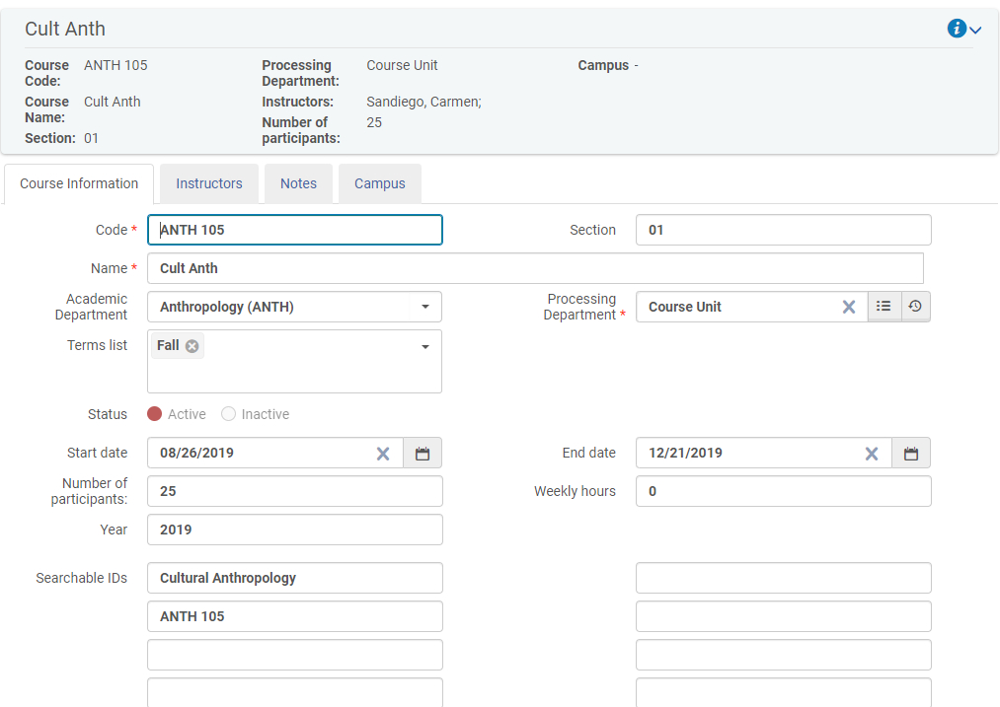 Cult Anth
Course Code: ANTH 105
Processing Department: Course Unit
Campus -
Course Name: Cult Anth
Instructors: Sandiego, Carmen;
Section: 01
Number of participants: 25
Course Information Instructors Notes Campus
Code * ANTH 105
Section 01
Name * Cult Anth
Academic Department Anthropology (ANTH)
Processing Department * Course Unit
Terms list Fall
Status Active Inactive
Start date 08/26/2019
End date 12/21/2019
Number of participants: 25
Weekly hours 0
Year 2019
Searchable IDs Cultural Anthropology
ANTH 105